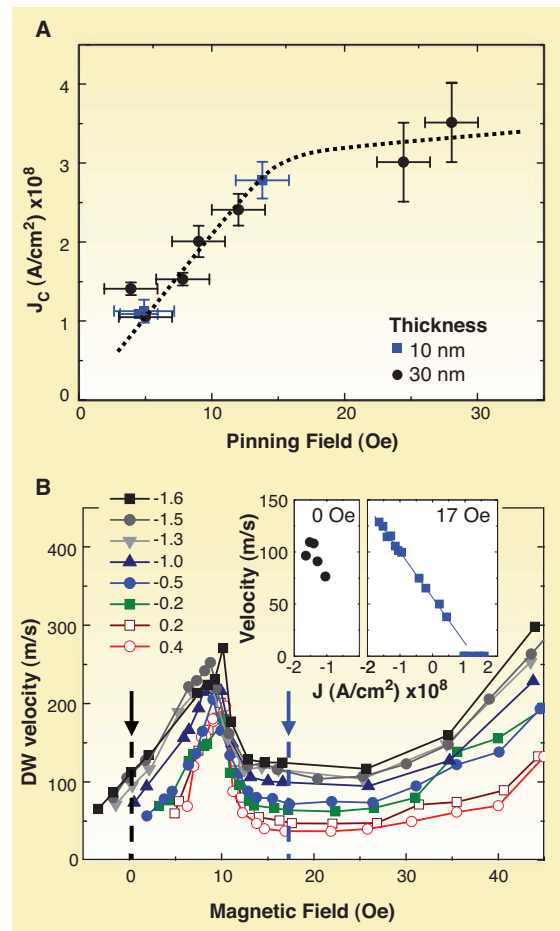 A
4
3
2
1
0
J_C (A/cm²) x10⁸
Thickness
10 nm
30 nm
0 10 20 30
Pinning Field (Oe)
B
-1.6
-1.5
-1.3
-1.0
-0.5
-0.2
0.2
0.4
400
300
200
100
0
DW velocity (m/s)
150
100
50
0
Velocity (m/s)
0 Oe
17 Oe
-2 -1 -2 -1 0 1 2
J (A/cm²) x10⁸
0 10 20 30 40
Magnetic Field (Oe)